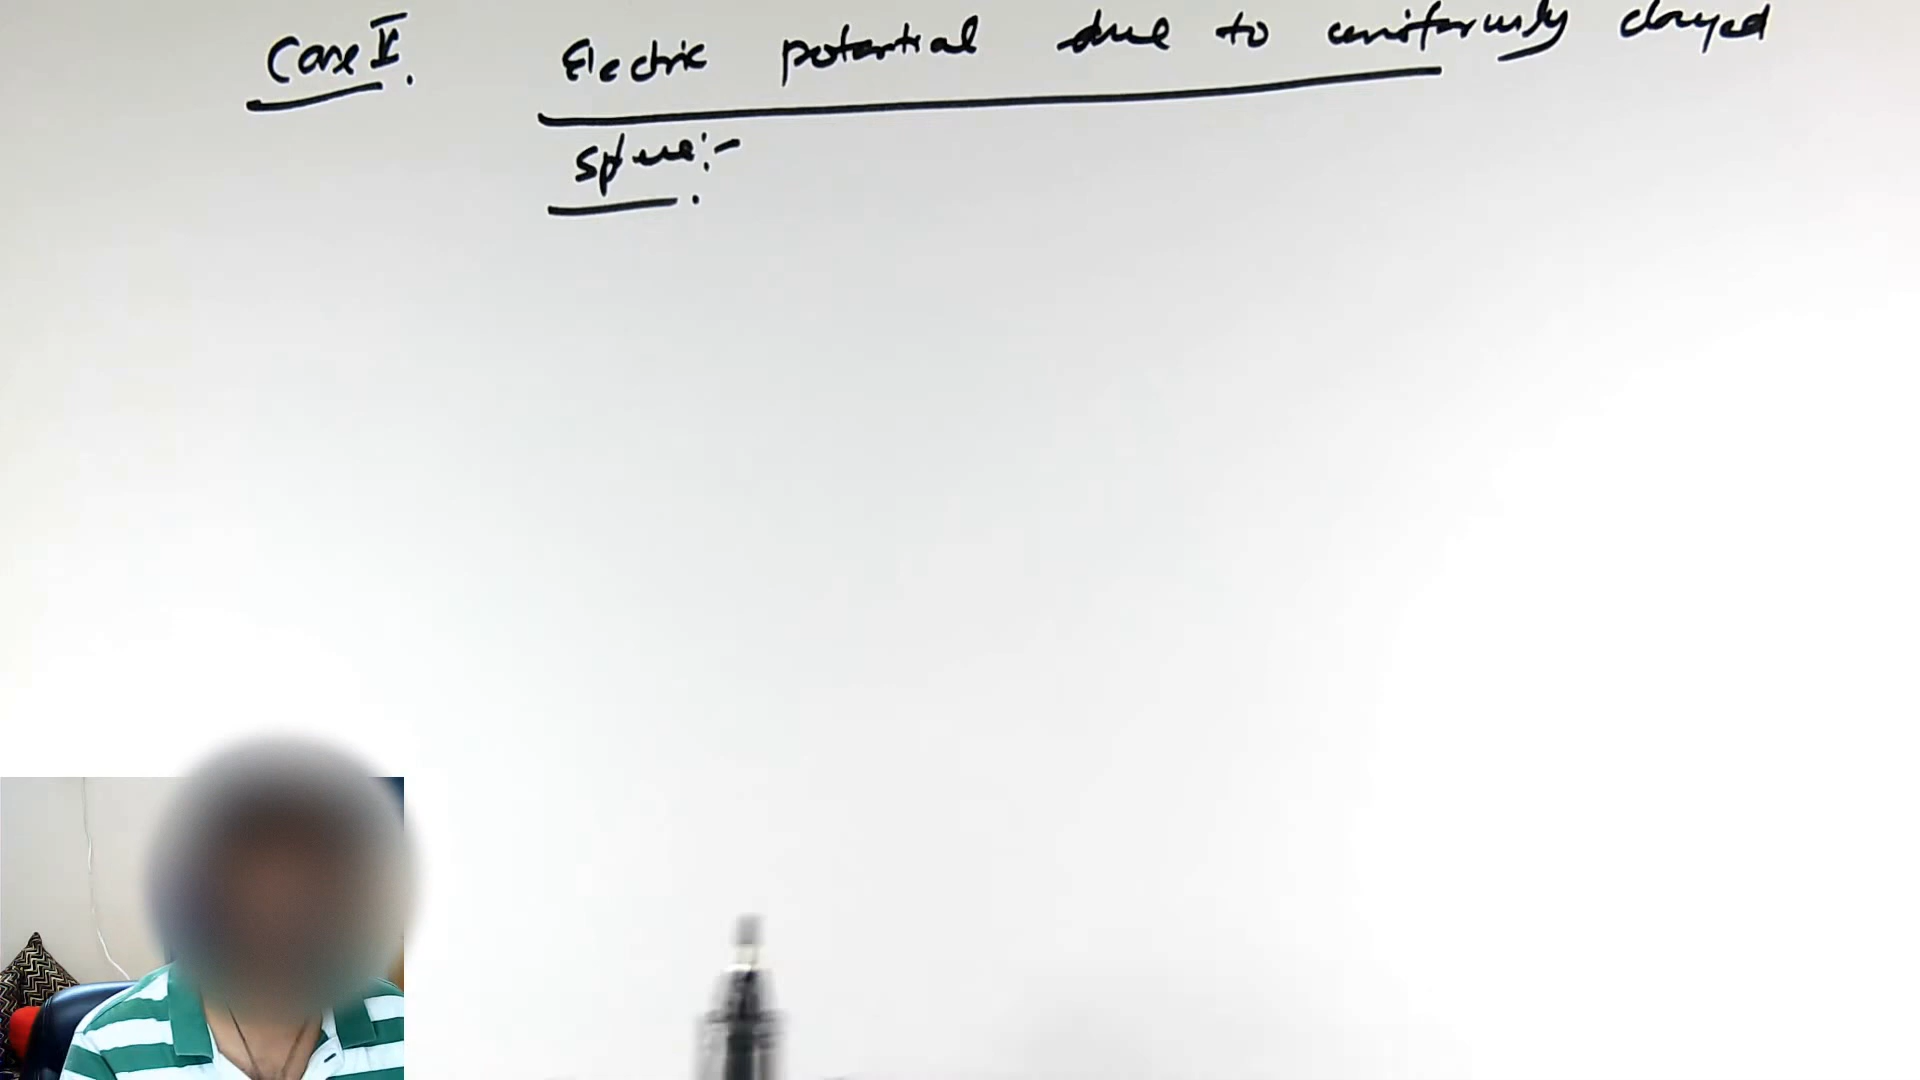 Case V. Electric potential due to uniformly charged
Sphere:-